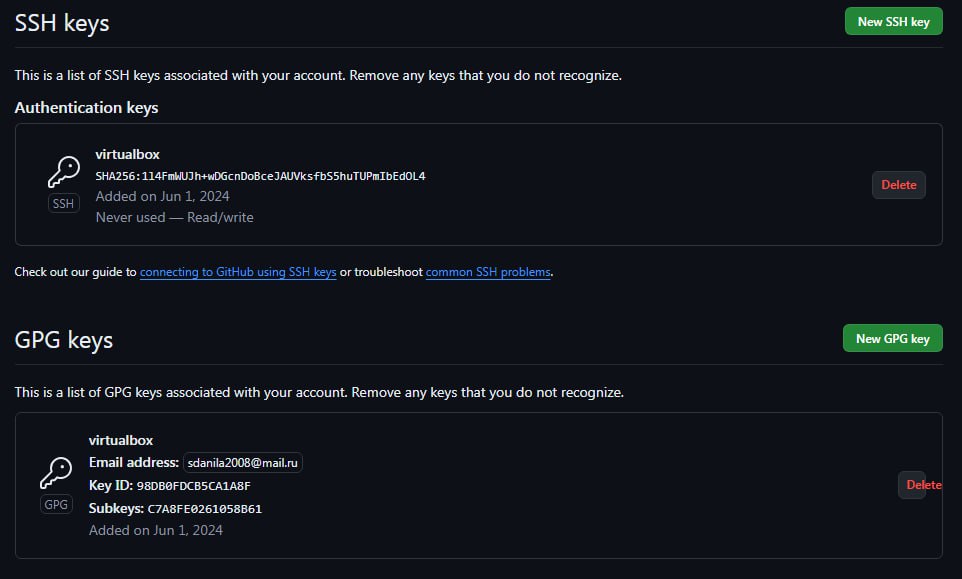 SSH keys
New SSH key
This is a list of SSH keys associated with your account. Remove any keys that you do not recognize.
Authentication keys
virtualbox
SHA256:1l4FmWUJh+wDGcnDoBceJAUVksfbS5huTUPmIbEdOL4
Added on Jun 1, 2024
Never used — Read/write
SSH
Delete
Check out our guide to connecting to GitHub using SSH keys or troubleshoot common SSH problems.
GPG keys
New GPG key
This is a list of GPG keys associated with your account. Remove any keys that you do not recognize.
virtualbox
Email address: sdanila2008@mail.ru
Key ID: 98DB0FDCB5CA1A8F
Subkeys: C7A8FE0261058B61
Added on Jun 1, 2024
GPG
Delete